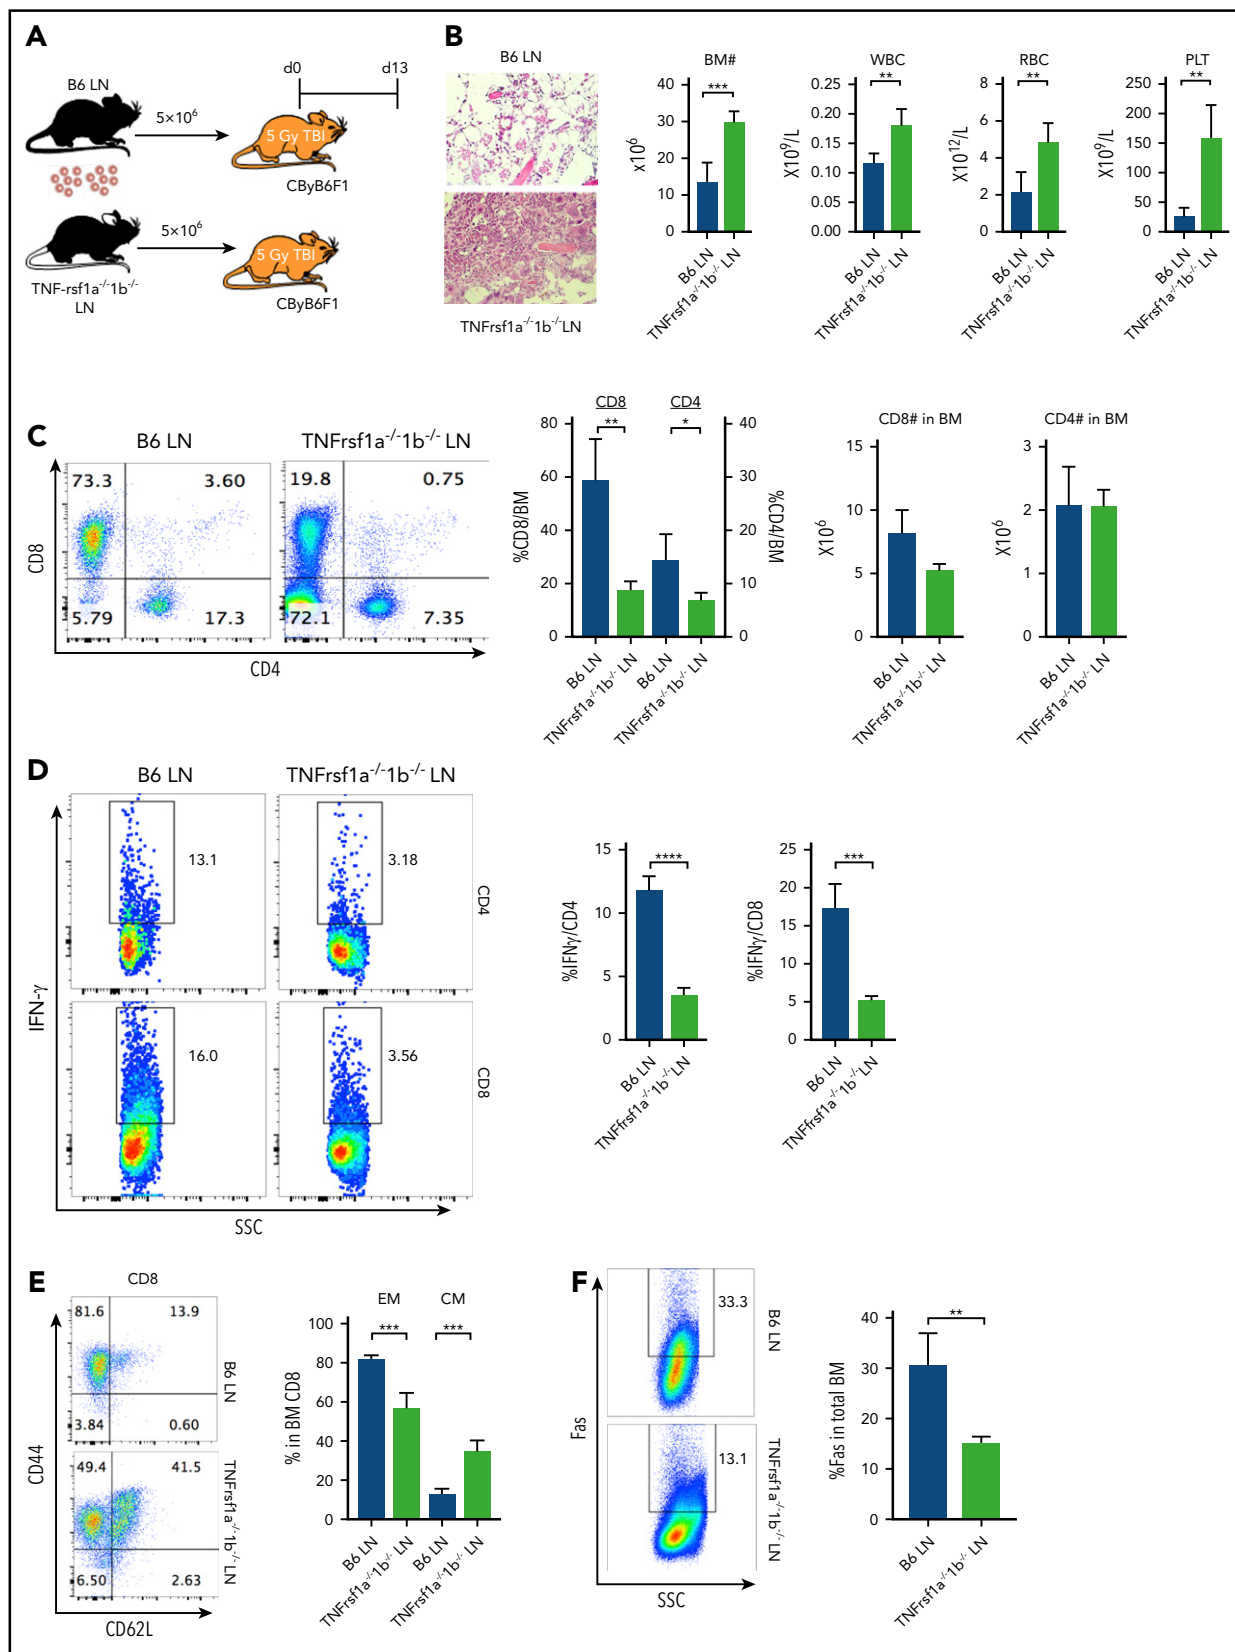 A
B6 LN
5×10⁶
d0
d13
5 Gy TBI
CByB6F1
5×10⁶
5 Gy TBI
CByB6F1
TNF-rsf1a⁻/⁻1b⁻/⁻
LN
B
B6 LN
TNFrsf1a⁻/⁻1b⁻/⁻LN
BM#
***
x10⁶
40
30
20
10
0
B6 LN
TNFrsf1a⁻/⁻1b⁻/⁻ LN
WBC
**
X10⁹/L
0.25
0.20
0.15
0.10
0.05
0.00
B6 LN
TNFrsf1a⁻/⁻1b⁻/⁻ LN
RBC
**
X10¹²/L
8
6
4
2
0
B6 LN
TNFrsf1a⁻/⁻1b⁻/⁻ LN
PLT
**
X10⁹/L
250
200
150
100
50
0
B6 LN
TNFrsf1a⁻/⁻1b⁻/⁻ LN
C
B6 LN
TNFrsf1a⁻/⁻1b⁻/⁻ LN
73.3
3.60
5.79
17.3
19.8
0.75
72.1
7.35
CD8
CD4
CD8
CD4
**
*
%CD8/BM
80
60
40
20
0
40
30
20
10
0
%CD4/BM
B6 LN
TNFrsf1a⁻/⁻1b⁻/⁻ LN
B6 LN
TNFrsf1a⁻/⁻1b⁻/⁻ LN
CD8# in BM
X10⁶
15
10
5
0
B6 LN
TNFrsf1a⁻/⁻1b⁻/⁻ LN
CD4# in BM
X10⁶
3
2
1
0
B6 LN
TNFrsf1a⁻/⁻1b⁻/⁻ LN
D
B6 LN
TNFrsf1a⁻/⁻1b⁻/⁻ LN
13.1
3.18
CD4
16.0
3.56
CD8
IFN-γ
SSC
%IFNγ/CD4
15
10
5
0
****
B6 LN
TNFfrsf1a⁻/⁻1b⁻/⁻ LN
%IFNγ/CD8
25
20
15
10
5
0
***
B6 LN
TNFfrsf1a⁻/⁻1b⁻/⁻ LN
E
CD8
81.6
13.9
3.84
0.60
B6 LN
49.4
41.5
6.50
2.63
TNFrsf1a⁻/⁻1b⁻/⁻ LN
CD44
CD62L
EM
CM
***
***
% in BM CD8
100
80
60
40
20
0
B6 LN
TNFrsf1a⁻/⁻1b⁻/⁻ LN
B6 LN
TNFrsf1a⁻/⁻1b⁻/⁻ LN
F
33.3
B6 LN
13.1
TNFrsf1a⁻/⁻1b⁻/⁻ LN
Fas
SSC
%Fas in total BM
40
30
20
10
0
**
B6 LN
TNFrsf1a⁻/⁻1b⁻/⁻ LN